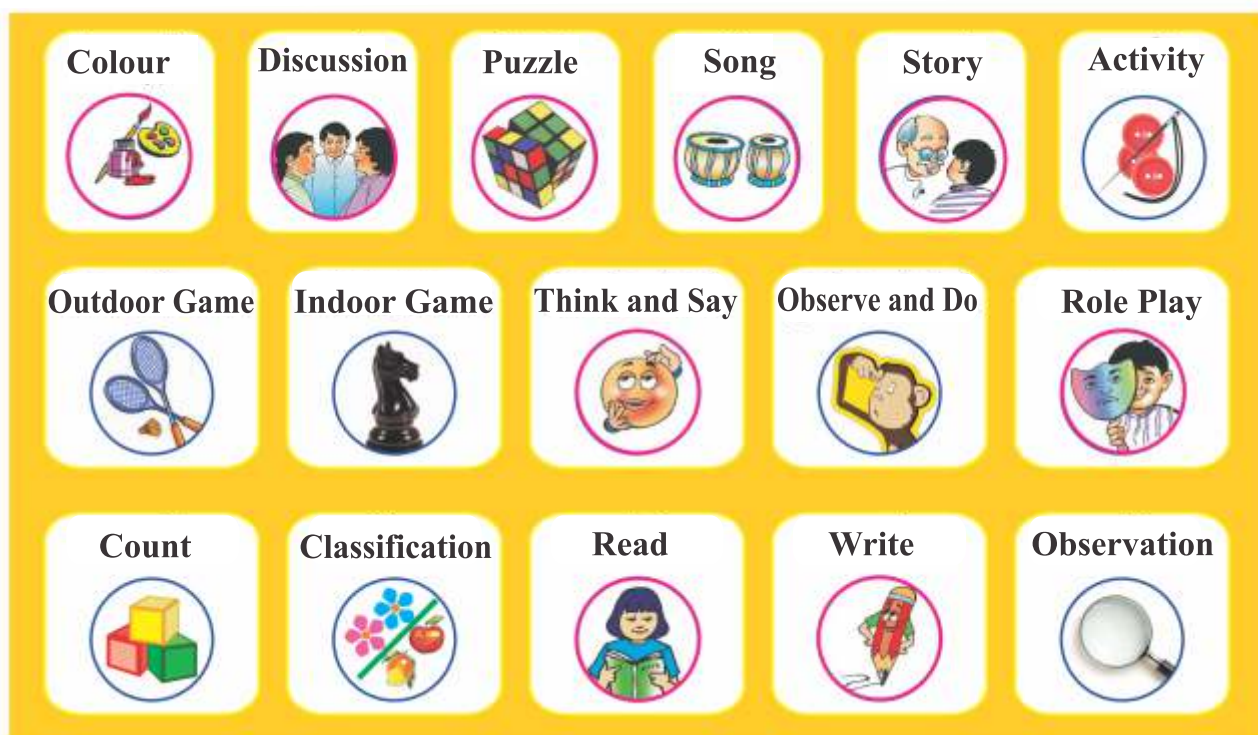 Colour
Discussion
Puzzle
Song
Story
Activity
Outdoor Game
Indoor Game
Think and Say
Observe and Do
Role Play
Count
Classification
Read
Write
Observation